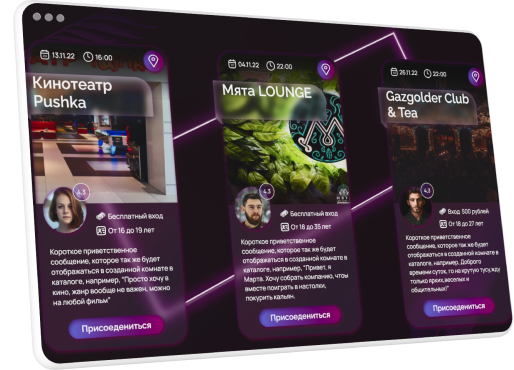 13.11.22 16:00
Кинотеатр
Pushka
4.3
Бесплатный вход
От 16 до 19 лет
Короткое приветственное
сообщение, которое так же будет
отображаться в созданной комнате в
каталоге, например, "Просто хочу в
кино, жанр вообще не важен, можно
на любой фильм"
Присоедениться
04.11.22 22:00
Мята LOUNGE
4.3
Бесплатный вход
От 18 до 35 лет
Короткое приветственное
сообщение, которое так же будет
отображаться в созданной комнате в
каталоге, например, "Привет, я
Марта. Хочу собрать компанию, чтоы
вместе поиграть в настолки,
покурить кальян.
Присоедениться
26.11.22 22:00
Gazgolder Club
& Tea
4.3
Вход 500 рублей
От 18 до 27 лет
Короткое приветственное
сообщение, которое так же будет
отображаться в созданной комнате в
каталоге, например. Доброго
времени суток, го на крутую тусу,жду
только ярких,веселых и
общительных!"
Присоедениться